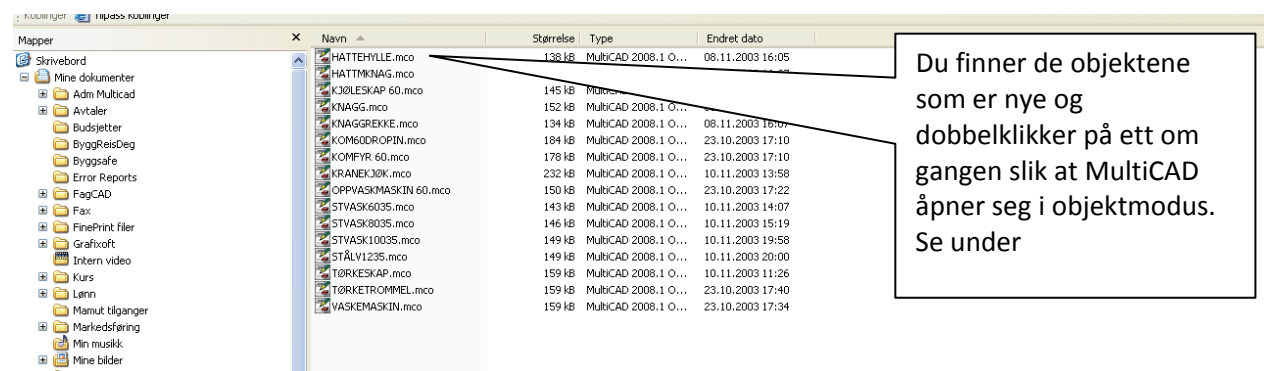 Koblinger Tilpass koblinger
Mapper
Navn Størrelse Type Endret dato
Skrivebord
Mine dokumenter
Adm Multicad
Avtaler
Budsjetter
ByggReisDeg
Byggsafe
Error Reports
FagCAD
Fax
FinePrint filer
Grafixoft
Intern video
Kurs
Lønn
Mamut tilganger
Markedsføring
Min musikk
Mine bilder
HATTEHYLLE.mco 138 kB MultiCAD 2008.1 O... 08.11.2003 16:05
HATTMKNAG.mco
KJØLESKAP 60.mco 145 kB
KNAGG.mco 152 kB MultiCAD 2008.1 O...
KNAGGREKKE.mco 134 kB MultiCAD 2008.1 O... 08.11.2003 16:07
KOM60DROPIN.mco 184 kB MultiCAD 2008.1 O... 23.10.2003 17:10
KOMFYR 60.mco 178 kB MultiCAD 2008.1 O... 23.10.2003 17:10
KRANEKJØK.mco 232 kB MultiCAD 2008.1 O... 10.11.2003 13:58
OPPVASKMASKIN 60.mco 150 kB MultiCAD 2008.1 O... 23.10.2003 17:22
STVASK6035.mco 143 kB MultiCAD 2008.1 O... 10.11.2003 14:07
STVASK8035.mco 146 kB MultiCAD 2008.1 O... 10.11.2003 15:19
STVASK10035.mco 149 kB MultiCAD 2008.1 O... 10.11.2003 19:58
STÅLV1235.mco 149 kB MultiCAD 2008.1 O... 10.11.2003 20:00
TØRKESKAP.mco 159 kB MultiCAD 2008.1 O... 10.11.2003 11:26
TØRKETROMMEL.mco 159 kB MultiCAD 2008.1 O... 23.10.2003 17:40
VASKEMASKIN.mco 159 kB MultiCAD 2008.1 O... 23.10.2003 17:34
Du finner de objektene
som er nye og
dobbelklikker på ett om
gangen slik at MultiCAD
åpner seg i objektmodus.
Se under